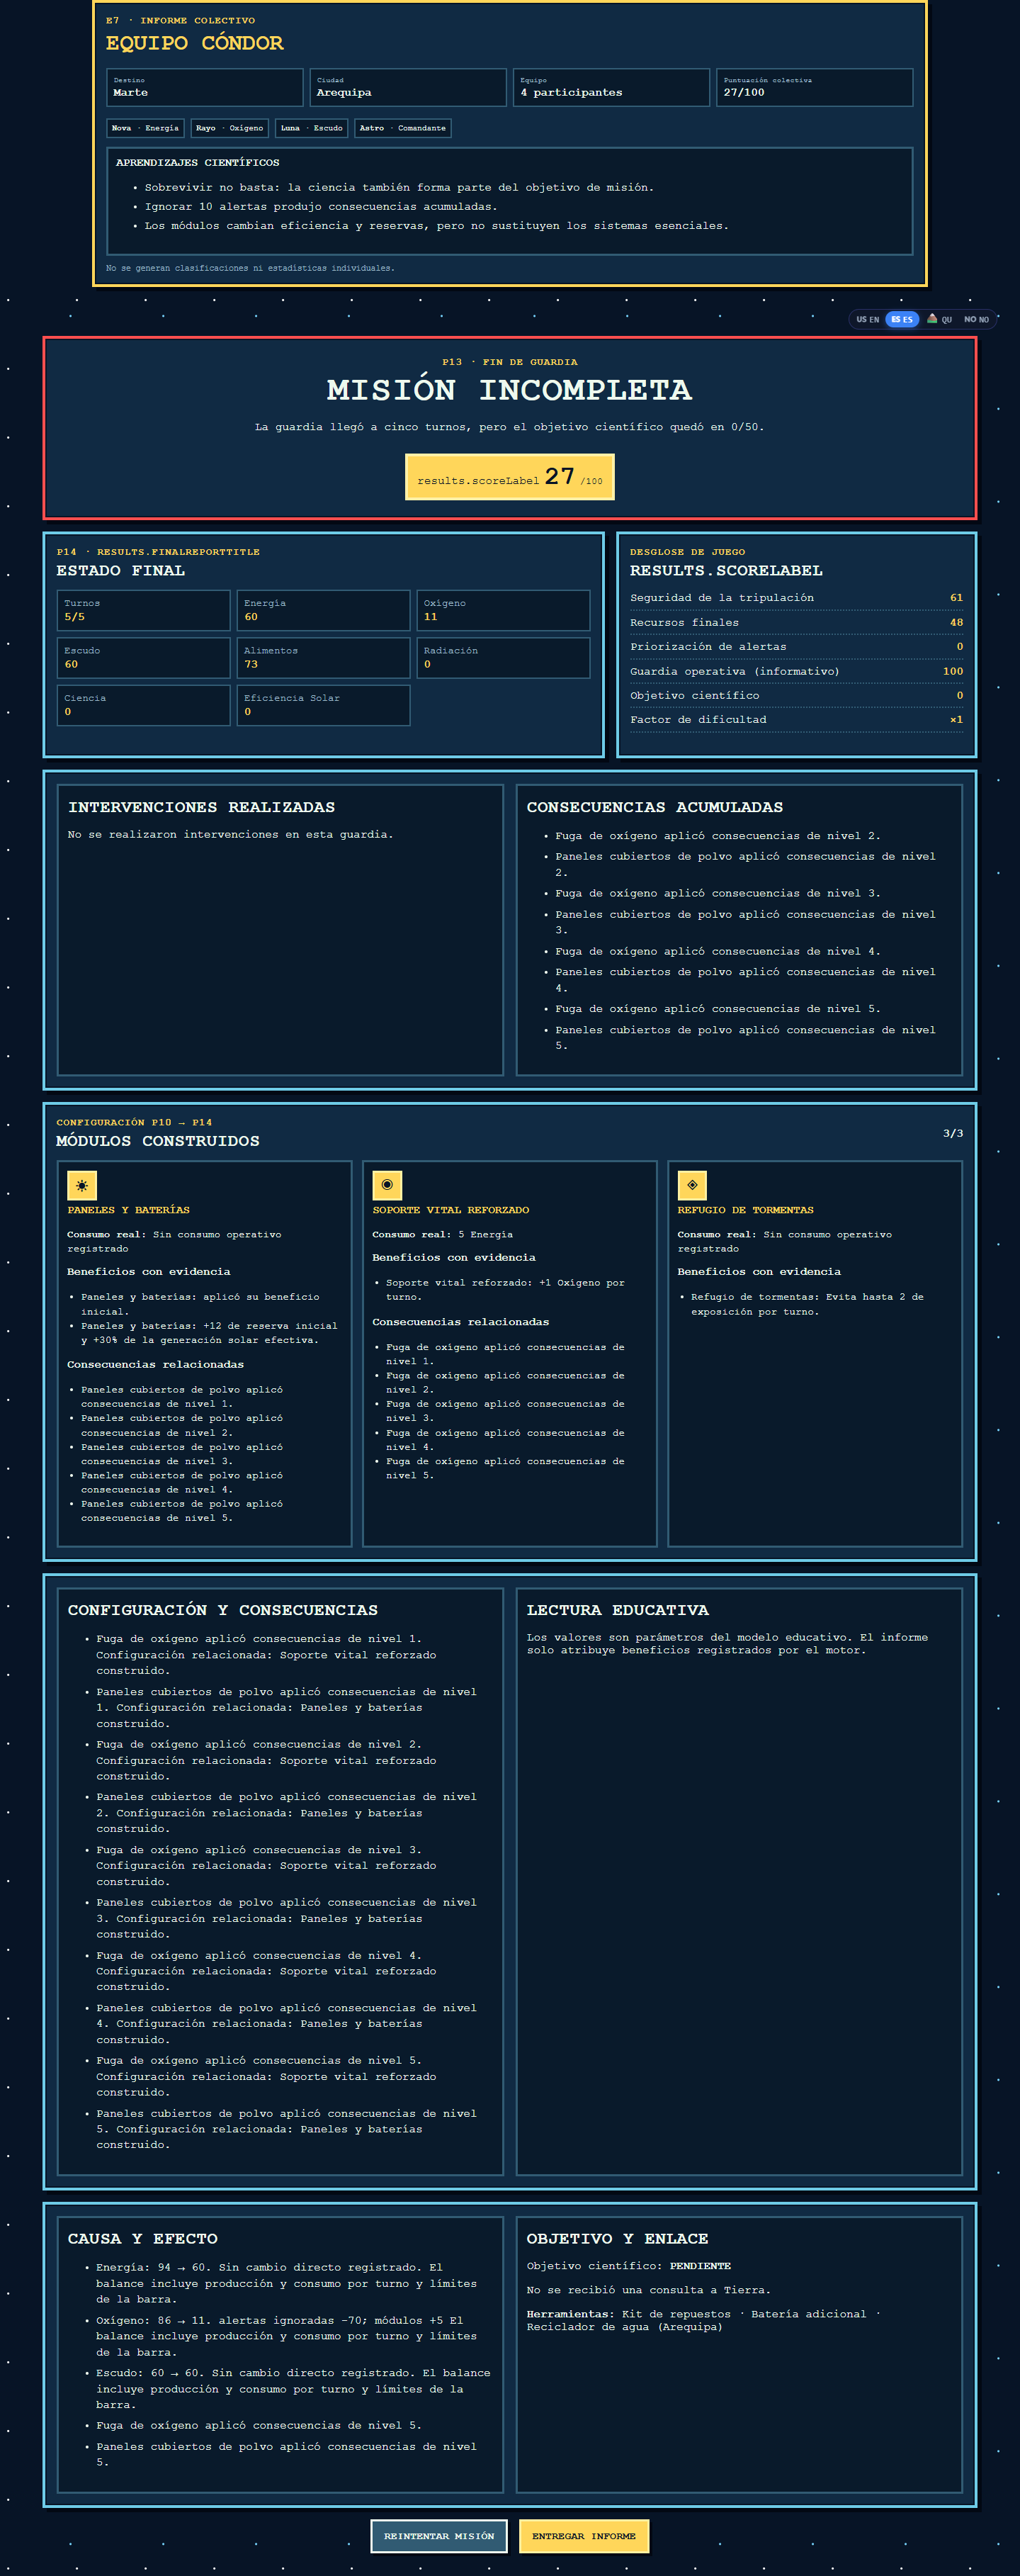 E7 · INFORME COLECTIVO
EQUIPO CÓNDOR
Destino
Marte
Ciudad
Arequipa
Equipo
4 participantes
Puntuación colectiva
27/100
Nova · Energía
Rayo · Oxígeno
Luna · Escudo
Astro · Comandante
APRENDIZAJES CIENTÍFICOS
• Sobrevivir no basta: la ciencia también forma parte del objetivo de misión.
• Ignorar 10 alertas produjo consecuencias acumuladas.
• Los módulos cambian eficiencia y reservas, pero no sustituyen los sistemas esenciales.
No se generan clasificaciones ni estadísticas individuales.
US EN
ES ES
QU
NO NO
P13 · FIN DE GUARDIA
MISIÓN INCOMPLETA
La guardia llegó a cinco turnos, pero el objetivo científico quedó en 0/50.
results.scoreLabel 27 /100
P14 · RESULTS.FINALREPORTTITLE
ESTADO FINAL
Turnos
5/5
Energía
60
Oxígeno
11
Escudo
60
Alimentos
73
Radiación
0
Ciencia
0
Eficiencia Solar
0
DESGLOSE DE JUEGO
RESULTS.SCORELABEL
Seguridad de la tripulación 61
Recursos finales 48
Priorización de alertas 0
Guardia operativa (informativo) 100
Objetivo científico 0
Factor de dificultad ×1
INTERVENCIONES REALIZADAS
No se realizaron intervenciones en esta guardia.
CONSECUENCIAS ACUMULADAS
• Fuga de oxígeno aplicó consecuencias de nivel 2.
• Paneles cubiertos de polvo aplicó consecuencias de nivel
2.
• Fuga de oxígeno aplicó consecuencias de nivel 3.
• Paneles cubiertos de polvo aplicó consecuencias de nivel
3.
• Fuga de oxígeno aplicó consecuencias de nivel 4.
• Paneles cubiertos de polvo aplicó consecuencias de nivel
4.
• Fuga de oxígeno aplicó consecuencias de nivel 5.
• Paneles cubiertos de polvo aplicó consecuencias de nivel
5.
CONFIGURACIÓN P10 → P14
MÓDULOS CONSTRUIDOS
3/3
PANELES Y BATERÍAS
Consumo real: Sin consumo operativo
registrado
Beneficios con evidencia
• Paneles y baterías: aplicó su beneficio
inicial.
• Paneles y baterías: +12 de reserva inicial
y +30% de la generación solar efectiva.
Consecuencias relacionadas
• Paneles cubiertos de polvo aplicó
consecuencias de nivel 1.
• Paneles cubiertos de polvo aplicó
consecuencias de nivel 2.
• Paneles cubiertos de polvo aplicó
consecuencias de nivel 3.
• Paneles cubiertos de polvo aplicó
consecuencias de nivel 4.
• Paneles cubiertos de polvo aplicó
consecuencias de nivel 5.
SOPORTE VITAL REFORZADO
Consumo real: 5 Energía
Beneficios con evidencia
• Soporte vital reforzado: +1 Oxígeno por
turno.
Consecuencias relacionadas
• Fuga de oxígeno aplicó consecuencias de
nivel 1.
• Fuga de oxígeno aplicó consecuencias de
nivel 2.
• Fuga de oxígeno aplicó consecuencias de
nivel 3.
• Fuga de oxígeno aplicó consecuencias de
nivel 4.
• Fuga de oxígeno aplicó consecuencias de
nivel 5.
REFUGIO DE TORMENTAS
Consumo real: Sin consumo operativo
registrado
Beneficios con evidencia
• Refugio de tormentas: Evita hasta 2 de
exposición por turno.
CONFIGURACIÓN Y CONSECUENCIAS
• Fuga de oxígeno aplicó consecuencias de nivel 1.
Configuración relacionada: Soporte vital reforzado
construido.
• Paneles cubiertos de polvo aplicó consecuencias de nivel
1. Configuración relacionada: Paneles y baterías
construido.
• Fuga de oxígeno aplicó consecuencias de nivel 2.
Configuración relacionada: Soporte vital reforzado
construido.
• Paneles cubiertos de polvo aplicó consecuencias de nivel
2. Configuración relacionada: Paneles y baterías
construido.
• Fuga de oxígeno aplicó consecuencias de nivel 3.
Configuración relacionada: Soporte vital reforzado
construido.
• Paneles cubiertos de polvo aplicó consecuencias de nivel
3. Configuración relacionada: Paneles y baterías
construido.
• Fuga de oxígeno aplicó consecuencias de nivel 4.
Configuración relacionada: Soporte vital reforzado
construido.
• Paneles cubiertos de polvo aplicó consecuencias de nivel
4. Configuración relacionada: Paneles y baterías
construido.
• Fuga de oxígeno aplicó consecuencias de nivel 5.
Configuración relacionada: Soporte vital reforzado
construido.
• Paneles cubiertos de polvo aplicó consecuencias de nivel
5. Configuración relacionada: Paneles y baterías
construido.
LECTURA EDUCATIVA
Los valores son parámetros del modelo educativo. El informe
solo atribuye beneficios registrados por el motor.
CAUSA Y EFECTO
• Energía: 94 → 60. Sin cambio directo registrado. El
balance incluye producción y consumo por turno y límites
de la barra.
• Oxígeno: 86 → 11. alertas ignoradas -70; módulos +5 El
balance incluye producción y consumo por turno y límites
de la barra.
• Escudo: 60 → 60. Sin cambio directo registrado. El balance
incluye producción y consumo por turno y límites de la
barra.
• Fuga de oxígeno aplicó consecuencias de nivel 5.
• Paneles cubiertos de polvo aplicó consecuencias de nivel
5.
OBJETIVO Y ENLACE
Objetivo científico: PENDIENTE
No se recibió una consulta a Tierra.
Herramientas: Kit de repuestos · Batería adicional ·
Reciclador de agua (Arequipa)
REINTENTAR MISIÓN
ENTREGAR INFORME